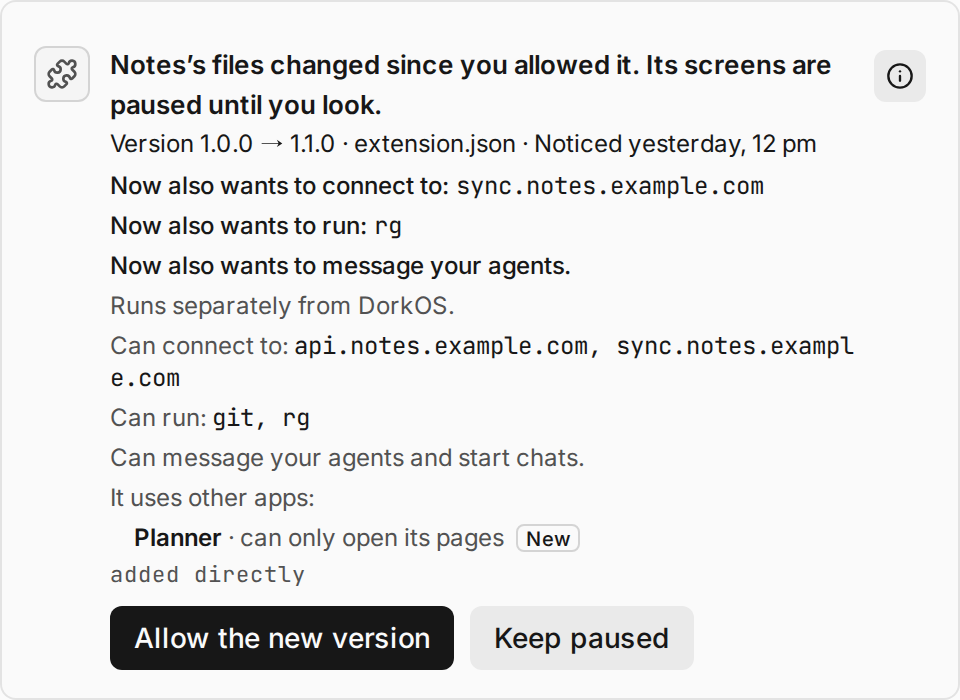 Notes’s files changed since you allowed it. Its screens are
paused until you look.
Version 1.0.0 → 1.1.0 · extension.json · Noticed yesterday, 12 pm
Now also wants to connect to: sync.notes.example.com
Now also wants to run: rg
Now also wants to message your agents.
Runs separately from DorkOS.
Can connect to: api.notes.example.com, sync.notes.exampl
e.com
Can run: git, rg
Can message your agents and start chats.
It uses other apps:
Planner · can only open its pages New
added directly
Allow the new version Keep paused